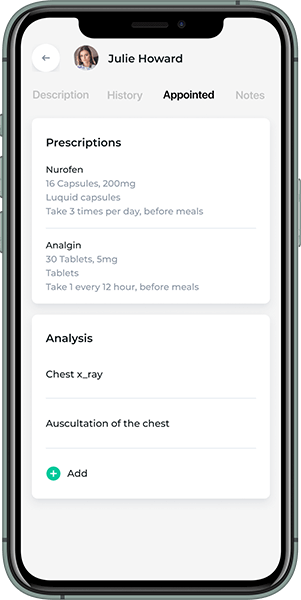 Julie Howard
Description History Appointed Notes
Prescriptions
Nurofen
16 Capsules, 200mg
Luquid capsules
Take 3 times per day, before meals
Analgin
30 Tablets, 5mg
Tablets
Take 1 every 12 hour, before meals
Analysis
Chest x_ray
Auscultation of the chest
Add